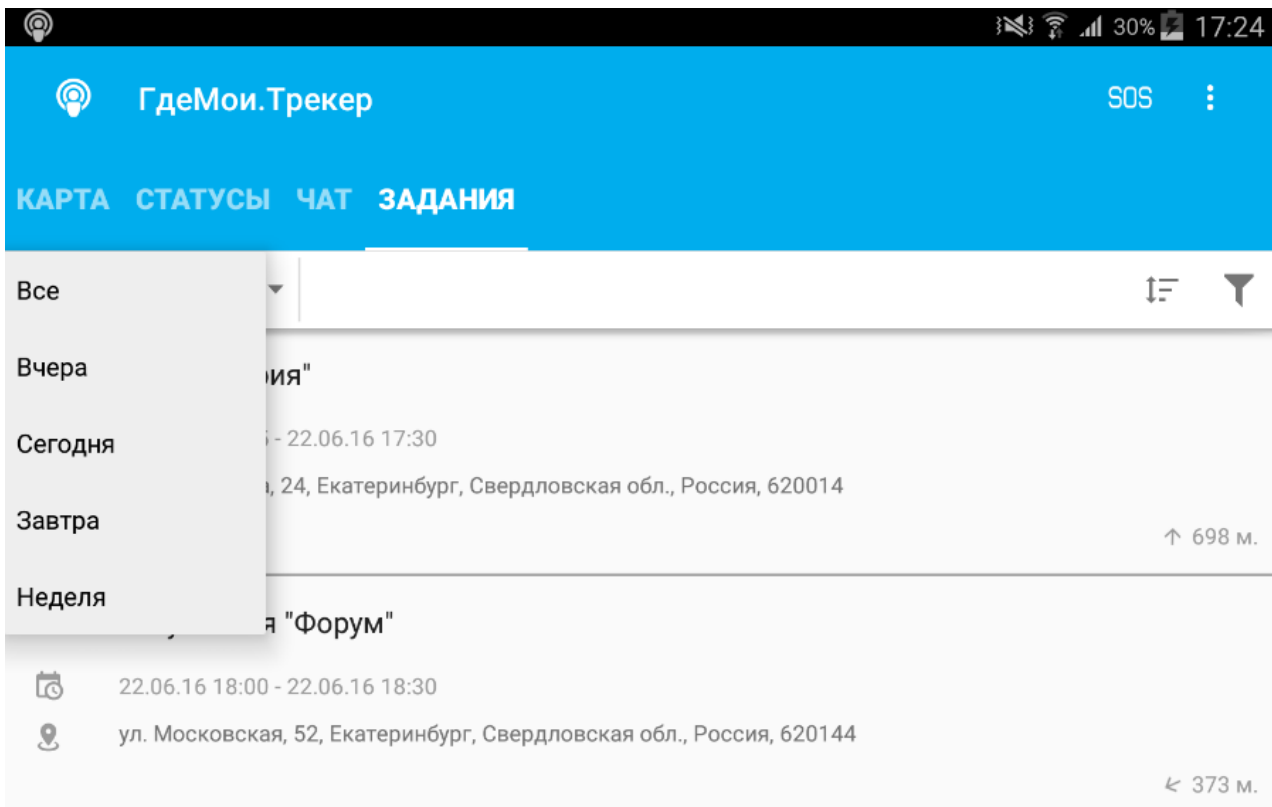 30% 17:24
ГдеМои.Трекер SOS
КАРТА СТАТУСЫ ЧАТ ЗАДАНИЯ
Все
Вчера
Сегодня
Завтра
Неделя
- 22.06.16 17:30
24, Екатеринбург, Свердловская обл., Россия, 620014
698 м.
"Форум"
22.06.16 18:00 - 22.06.16 18:30
ул. Московская, 52, Екатеринбург, Свердловская обл., Россия, 620144
373 м.